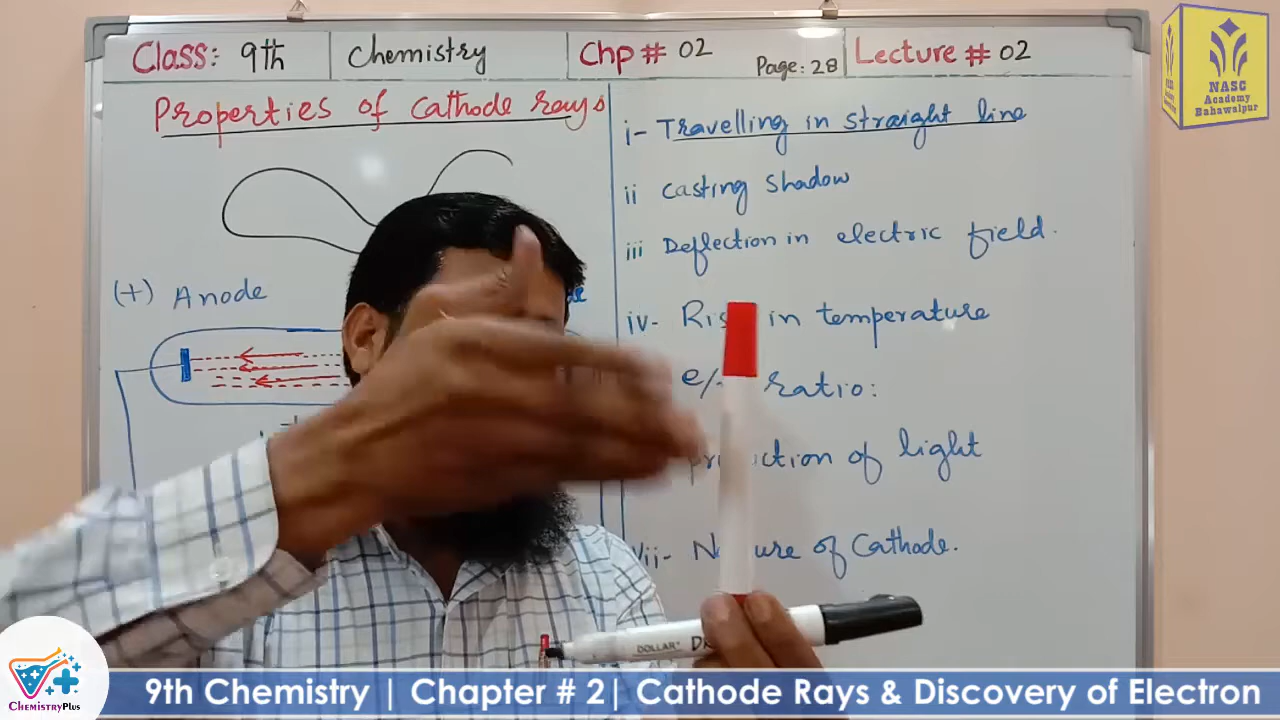 Class: 9th
Chemistry
Chp # 02
Page: 28
Lecture # 02
NASC
Academy
Bahawalpur
Properties of cathode rays
(+) Anode
i- Travelling in straight line
ii Casting Shadow
iii Deflection in electric field.
iv- in temperature
ratio:
of light
vii- of Cathode.
DOLLAR
ChemistryPlus
9th Chemistry | Chapter # 2| Cathode Rays & Discovery of Electron